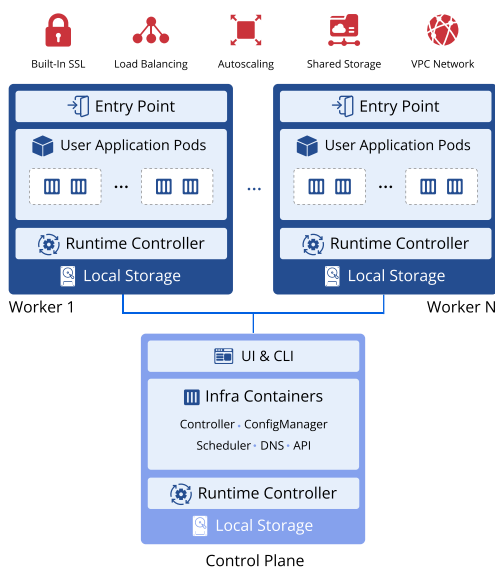 Built-In SSL
Load Balancing
Autoscaling
Shared Storage
VPC Network
Entry Point
User Application Pods
...
Runtime Controller
Local Storage
Worker 1
...
Entry Point
User Application Pods
...
Runtime Controller
Local Storage
Worker N
UI & CLI
Infra Containers
Controller · ConfigManager
Scheduler · DNS · API
Runtime Controller
Local Storage
Control Plane